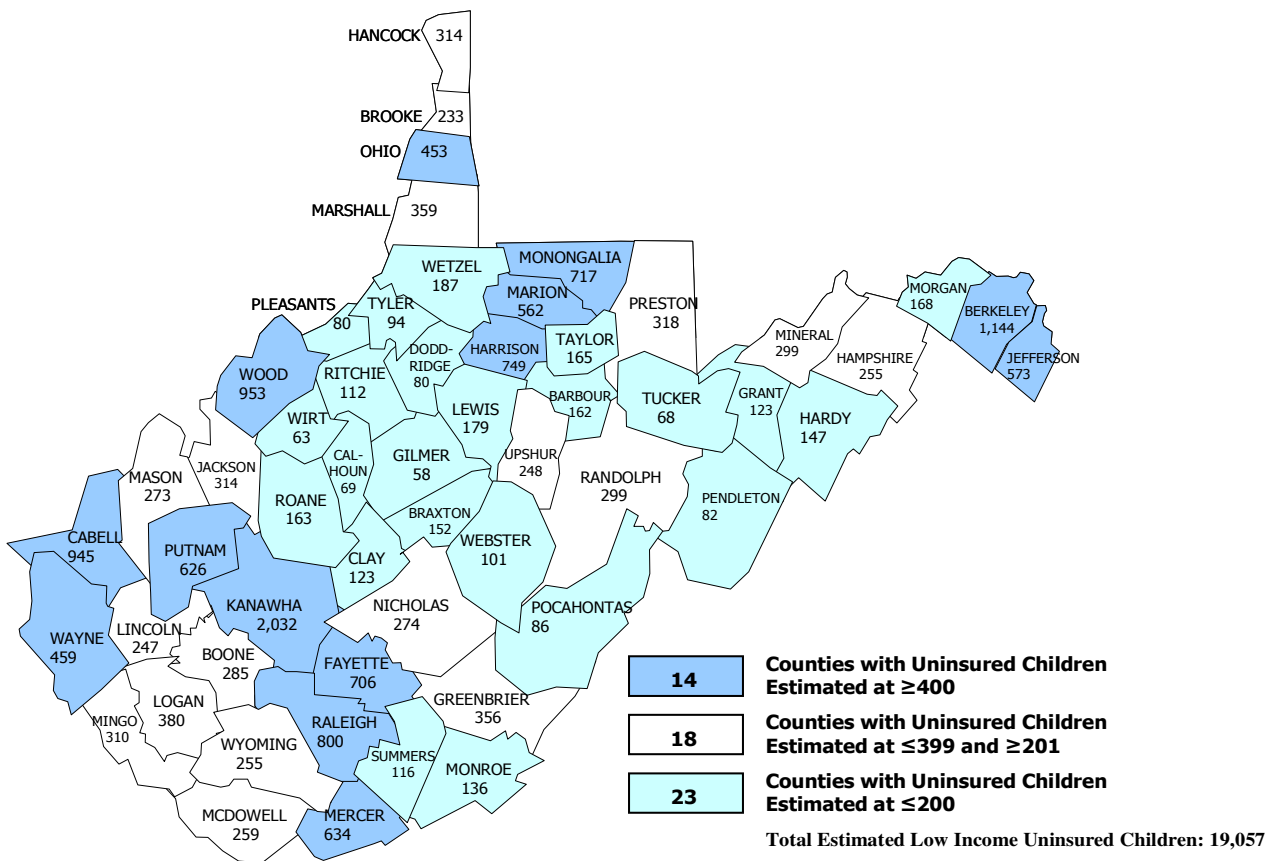 HANCOCK
314
BROOKE
233
OHIO
453
MARSHALL
359
WETZEL
187
MONONGALIA
717
MARION
562
PRESTON
318
PLEASANTS
80
TYLER
94
DODD-
RIDGE
80
HARRISON
749
TAYLOR
165
MINERAL
299
HAMPSHIRE
255
MORGAN
168
BERKELEY
1,144
JEFFERSON
573
WOOD
953
RITCHIE
112
WIRT
63
LEWIS
179
BARBOUR
162
TUCKER
68
GRANT
123
HARDY
147
MASON
273
JACKSON
314
CAL-
HOUN
69
GILMER
58
UPSHUR
248
RANDOLPH
299
PENDLETON
82
ROANE
163
BRAXTON
152
WEBSTER
101
CABELL
945
PUTNAM
626
CLAY
123
KANAWHA
2,032
NICHOLAS
274
POCAHONTAS
86
WAYNE
459
LINCOLN
247
BOONE
285
FAYETTE
706
GREENBRIER
356
LOGAN
380
MINGO
310
RALEIGH
800
WYOMING
255
SUMMERS
116
MONROE
136
MCDOWELL
259
MERCER
634
14
Counties with Uninsured Children
Estimated at ≥400
18
Counties with Uninsured Children
Estimated at ≤399 and ≥201
23
Counties with Uninsured Children
Estimated at ≤200
Total Estimated Low Income Uninsured Children: 19,057